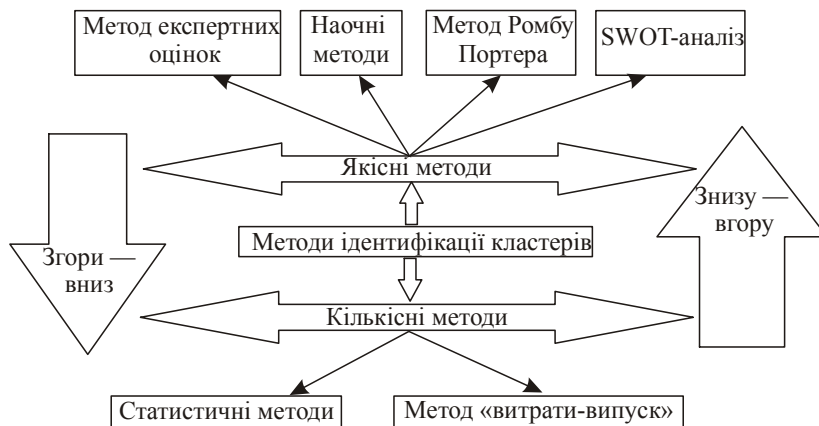 Метод експертних
оцінок
Наочні
методи
Метод Ромбу
Портера
SWOT-аналіз
Якісні методи
Згори —
вниз
Знизу —
вгору
Методи ідентифікації кластерів
Кількісні методи
Статистичні методи
Метод «витрати-випуск»